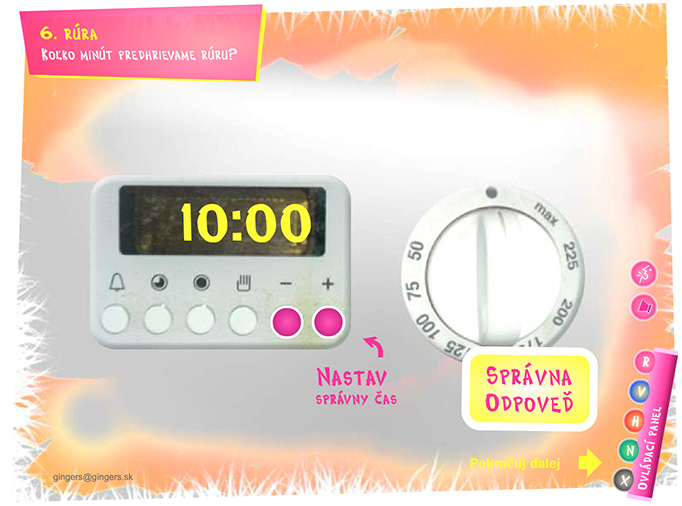 6. RÚRA
KOĽKO MINÚT PREDHRIEVAME RÚRU?
10:00
- +
max
50
225
75
200
100
125
NASTAV
SPRÁVNY ČAS
SPRÁVNA
ODPOVEĎ
Pokračuj ďalej
R
V
H
N
X
OVLÁDACÍ PANEL
gingers@gingers.sk